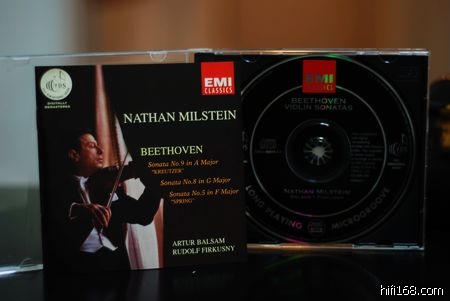 DIGITALLY
REMASTERED
EMI
CLASSICS
NATHAN MILSTEIN
BEETHOVEN
Sonata No.9 in A Major
"KREUTZER"
Sonata No.8 in G Major
Sonata No.5 in F Major
"SPRING"
ARTUR BALSAM
RUDOLF FIRKUSNY
EMI
CLASSICS
BEETHOVEN
VIOLIN SONATAS
NATHAN MILSTEIN
LONG PLAYING
MICROGROOVE
hifi168.com